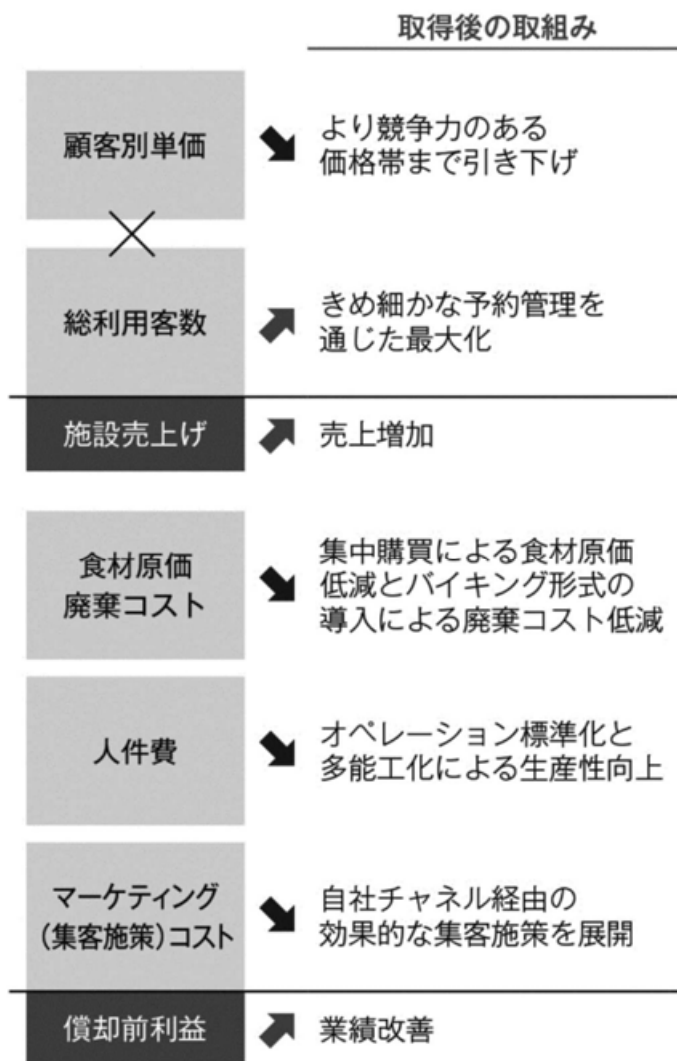 取得後の取組み
顧客別単価
より競争力のある
価格帯まで引き下げ
総利用客数
きめ細かな予約管理を
通じた最大化
施設売上げ
売上増加
食材原価
廃棄コスト
集中購買による食材原価
低減とバイキング形式の
導入による廃棄コスト低減
人件費
オペレーション標準化と
多能工化による生産性向上
マーケティング
(集客施策)コスト
自社チャネル経由の
効果的な集客施策を展開
償却前利益
業績改善